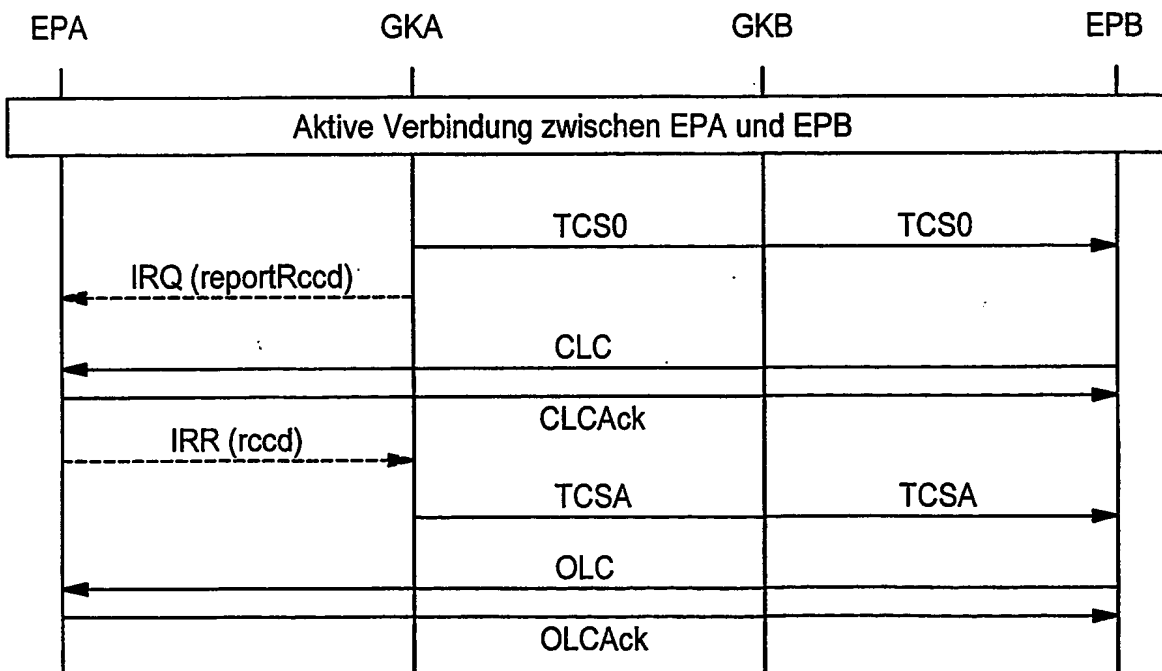 EPA GKA GKB EPB
Aktive Verbindung zwischen EPA und EPB
TCS0 TCS0
IRQ (reportRccd)
CLC
CLCAck
IRR (rccd)
TCSA TCSA
OLC
OLCAck